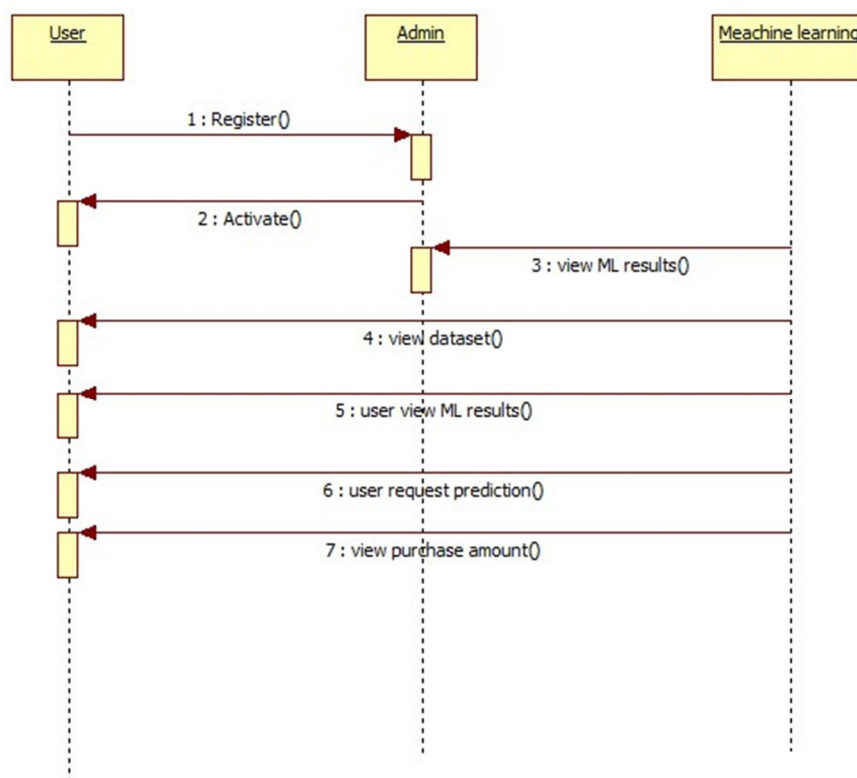 User
Admin
Meachine learning
1 : Register()
2 : Activate()
3 : view ML results()
4 : view dataset()
5 : user view ML results()
6 : user request prediction()
7 : view purchase amount()